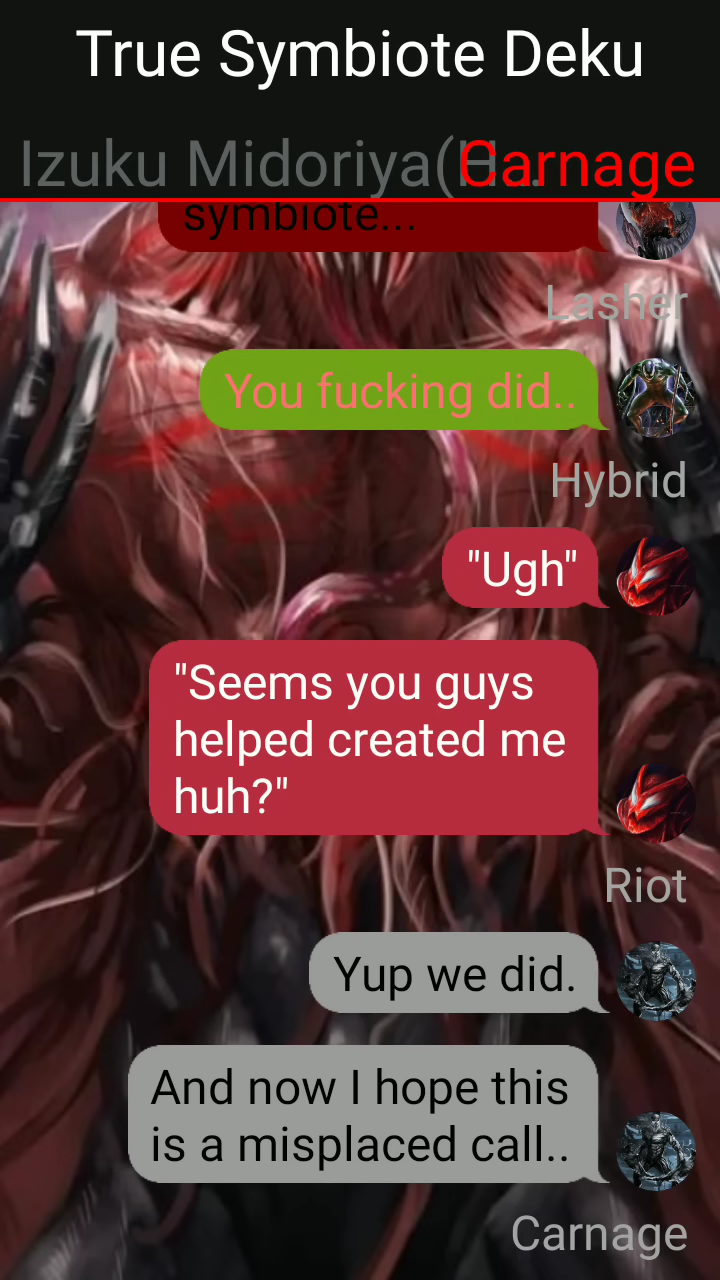 True Symbiote Deku
Izuku Midoriya(H...
Carnage
symbiote...
Lasher
You fucking did..
Hybrid
"Ugh"
"Seems you guys
helped created me
huh?"
Riot
Yup we did.
And now I hope this
is a misplaced call..
Carnage